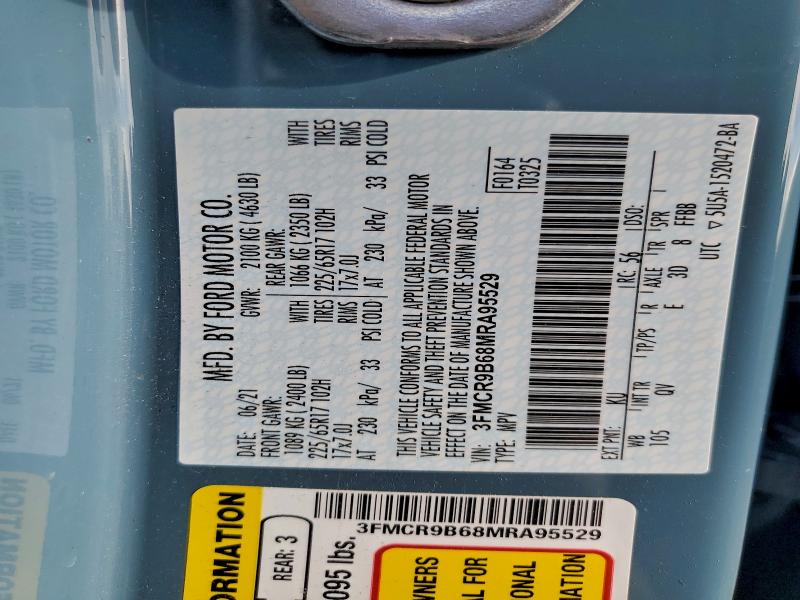 MFD. BY FORD MOTOR CO.
DATE: 06/21 GVWR: 2100 KG ( 4630 LB)
FRONT GAWR: REAR GAWR:
1089 KG ( 2400 LB) WITH 1066 KG ( 2350 LB) WITH
225/65R17 102H TIRES 225/65R17 102H TIRES
17x7.0J RIMS 17x7.0J RIMS
AT 230 kPa/ 33 PSI COLD AT 230 kPa/ 33 PSI COLD
THIS VEHICLE CONFORMS TO ALL APPLICABLE FEDERAL MOTOR
VEHICLE SAFETY AND THEFT PREVENTION STANDARDS IN
EFFECT ON THE DATE OF MANUFACTURE SHOWN ABOVE.
VIN: 3FMCR9B68MRA95529
TYPE: MPV
F0164
T0325
EXT PNT: KU RC: 56 DSO:
WB INT TR TP/PS R AXLE TR SPR
105 QV E 3D 8 FFBB
UTC ▽ 5U5A-1520472-BA
3FMCR9B68MRA95529
ORMATION
REAR: 3
095 lbs.
WNERS
AL FOR
IONAL
MATION